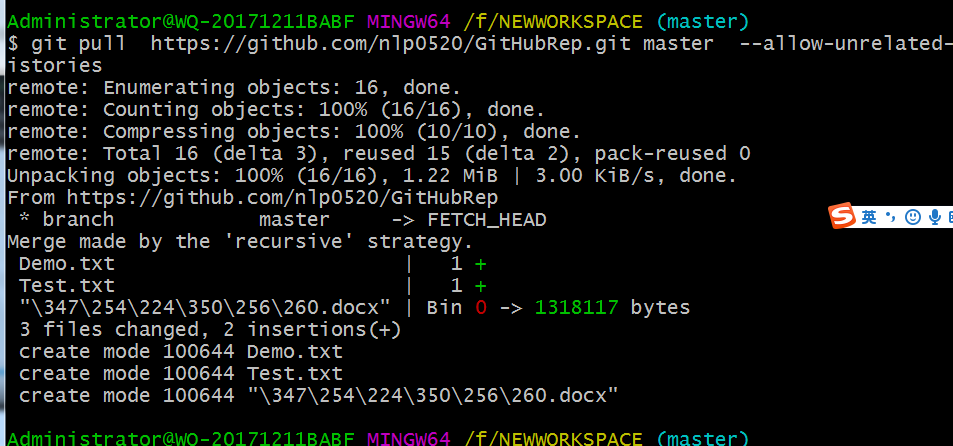 Administrator@WQ-20171211BABF MINGW64 /f/NEWWORKSPACE (master)
$ git pull  https://github.com/nlp0520/GitHubRep.git master  --allow-unrelated-
istories
remote: Enumerating objects: 16, done.
remote: Counting objects: 100% (16/16), done.
remote: Compressing objects: 100% (10/10), done.
remote: Total 16 (delta 3), reused 15 (delta 2), pack-reused 0
Unpacking objects: 100% (16/16), 1.22 MiB | 3.00 KiB/s, done.
From https://github.com/nlp0520/GitHubRep
 * branch            master     -> FETCH_HEAD
S 英
Merge made by the 'recursive' strategy.
 Demo.txt                           |   1 +
 Test.txt                           |   1 +
 "\347\254\224\350\256\260.docx" | Bin 0 -> 1318117 bytes
 3 files changed, 2 insertions(+)
 create mode 100644 Demo.txt
 create mode 100644 Test.txt
 create mode 100644 "\347\254\224\350\256\260.docx"
Administrator@WQ-20171211BABF MINGW64 /f/NEWWORKSPACE (master)